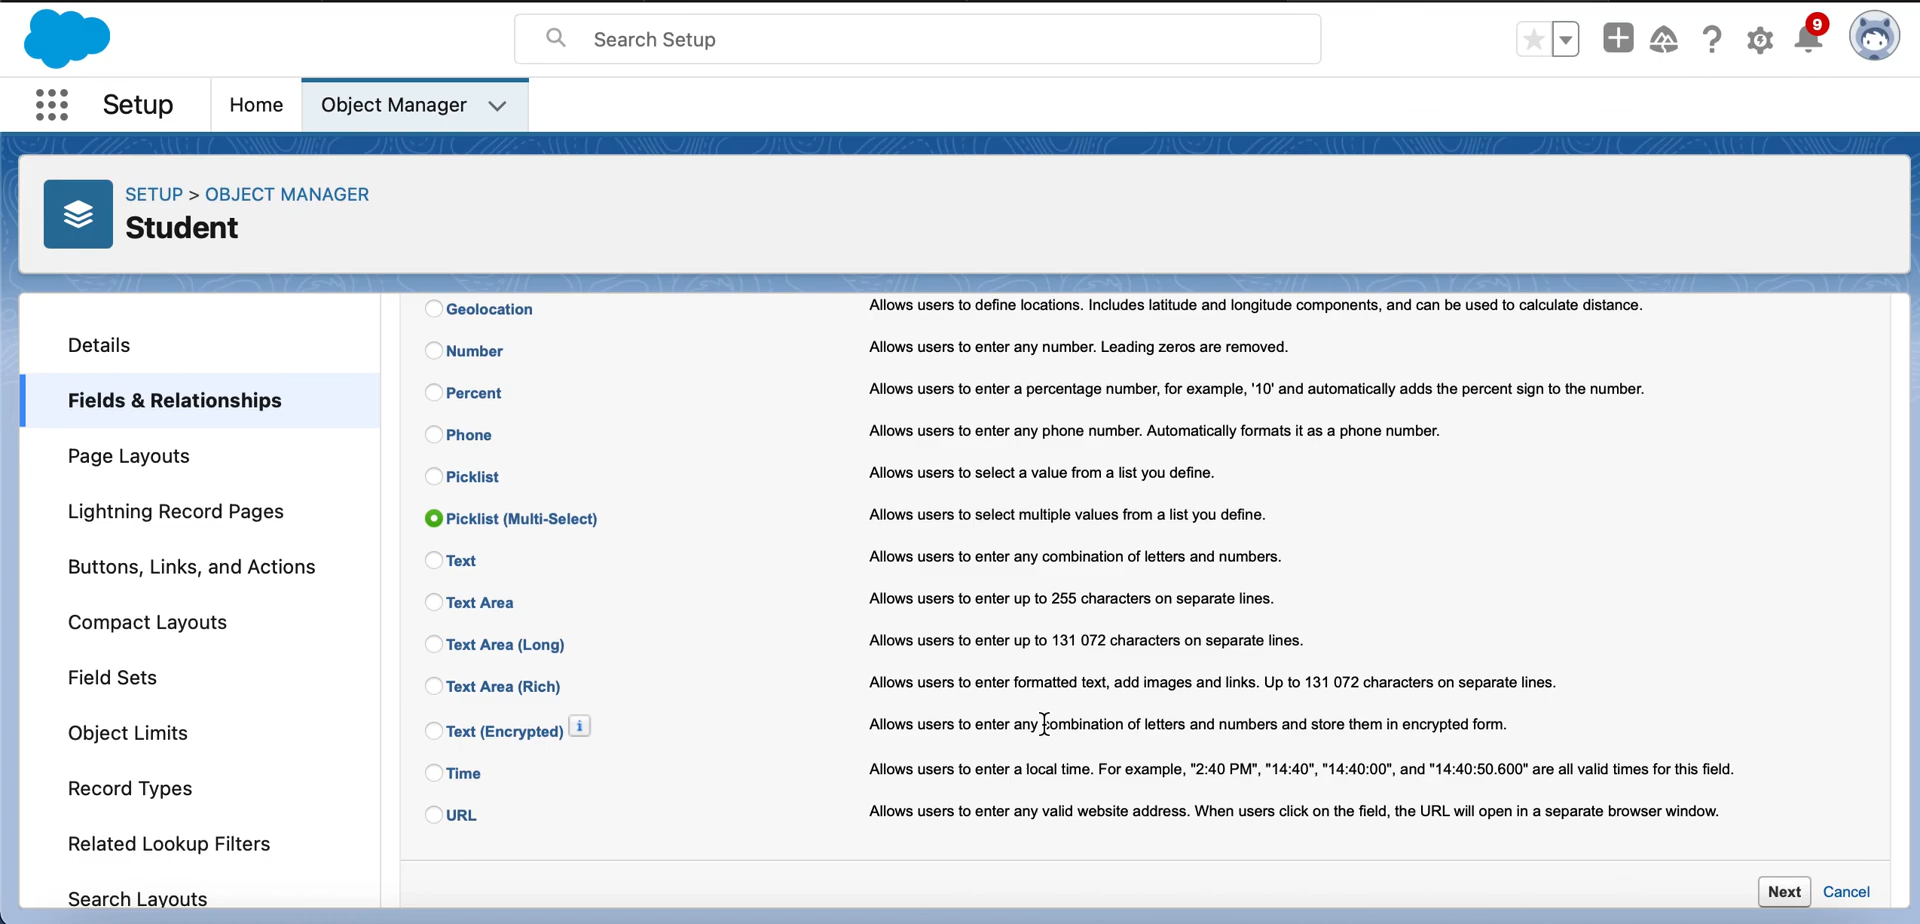 Search Setup
9
Setup
Home
Object Manager
SETUP > OBJECT MANAGER
Student
Details
Fields & Relationships
Page Layouts
Lightning Record Pages
Buttons, Links, and Actions
Compact Layouts
Field Sets
Object Limits
Record Types
Related Lookup Filters
Search Layouts
Geolocation Allows users to define locations. Includes latitude and longitude components, and can be used to calculate distance.
Number Allows users to enter any number. Leading zeros are removed.
Percent Allows users to enter a percentage number, for example, '10' and automatically adds the percent sign to the number.
Phone Allows users to enter any phone number. Automatically formats it as a phone number.
Picklist Allows users to select a value from a list you define.
Picklist (Multi-Select) Allows users to select multiple values from a list you define.
Text Allows users to enter any combination of letters and numbers.
Text Area Allows users to enter up to 255 characters on separate lines.
Text Area (Long) Allows users to enter up to 131 072 characters on separate lines.
Text Area (Rich) Allows users to enter formatted text, add images and links. Up to 131 072 characters on separate lines.
Text (Encrypted) i Allows users to enter any combination of letters and numbers and store them in encrypted form.
Time Allows users to enter a local time. For example, "2:40 PM", "14:40", "14:40:00", and "14:40:50.600" are all valid times for this field.
URL Allows users to enter any valid website address. When users click on the field, the URL will open in a separate browser window.
Next Cancel